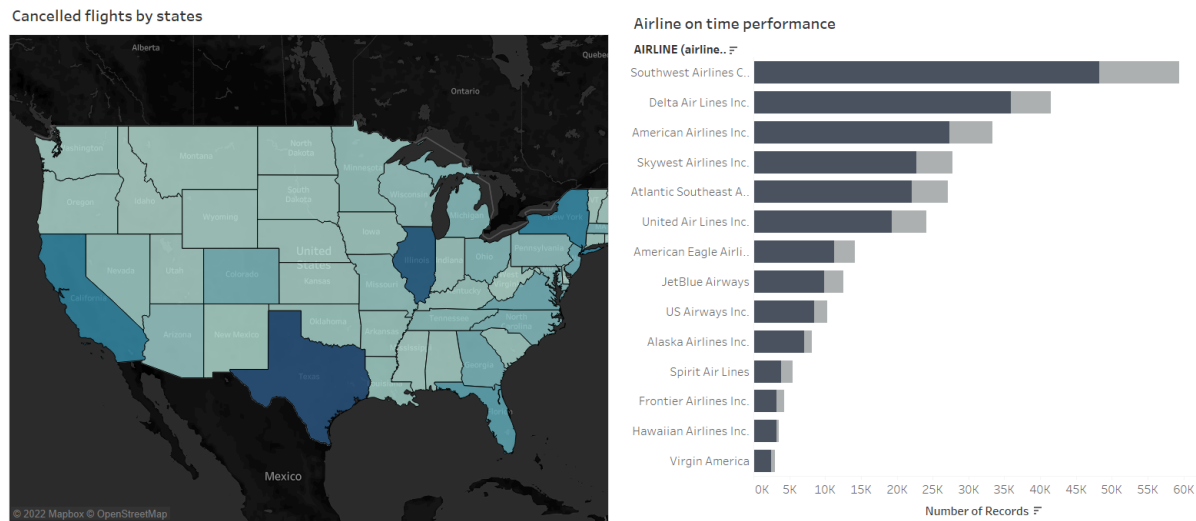 Cancelled flights by states
Alberta
Quebec
Ontario
Washington
Montana
North
Dakota
Minnesota
Oregon
Idaho
South
Dakota
Wisconsin
Michigan
New York
Wyoming
Iowa
United
States
Nevada
Utah
Colorado
Kansas
Missouri
Illinois
Indiana
Ohio
Pennsylvania
West
Virginia
Kentucky
California
Arizona
New Mexico
Oklahoma
Arkansas
Tennessee
North
Carolina
Mississippi
Georgia
Texas
Louisiana
Florida
Mexico
© 2022 Mapbox © OpenStreetMap
Airline on time performance
AIRLINE (airline..
Southwest Airlines C..
Delta Air Lines Inc.
American Airlines Inc.
Skywest Airlines Inc.
Atlantic Southeast A..
United Air Lines Inc.
American Eagle Airli..
JetBlue Airways
US Airways Inc.
Alaska Airlines Inc.
Spirit Air Lines
Frontier Airlines Inc.
Hawaiian Airlines Inc.
Virgin America
0K 5K 10K 15K 20K 25K 30K 35K 40K 45K 50K 55K 60K
Number of Records